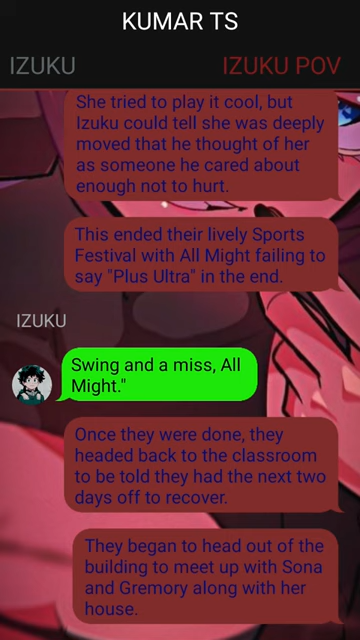 KUMAR TS
IZUKU
IZUKU POV
She tried to play it cool, but
Izuku could tell she was deeply
moved that he thought of her
as someone he cared about
enough not to hurt.
This ended their lively Sports
Festival with All Might failing to
say "Plus Ultra" in the end.
IZUKU
Swing and a miss, All
Might."
Once they were done, they
headed back to the classroom
to be told they had the next two
days off to recover.
They began to head out of the
building to meet up with Sona
and Gremory along with her
house.